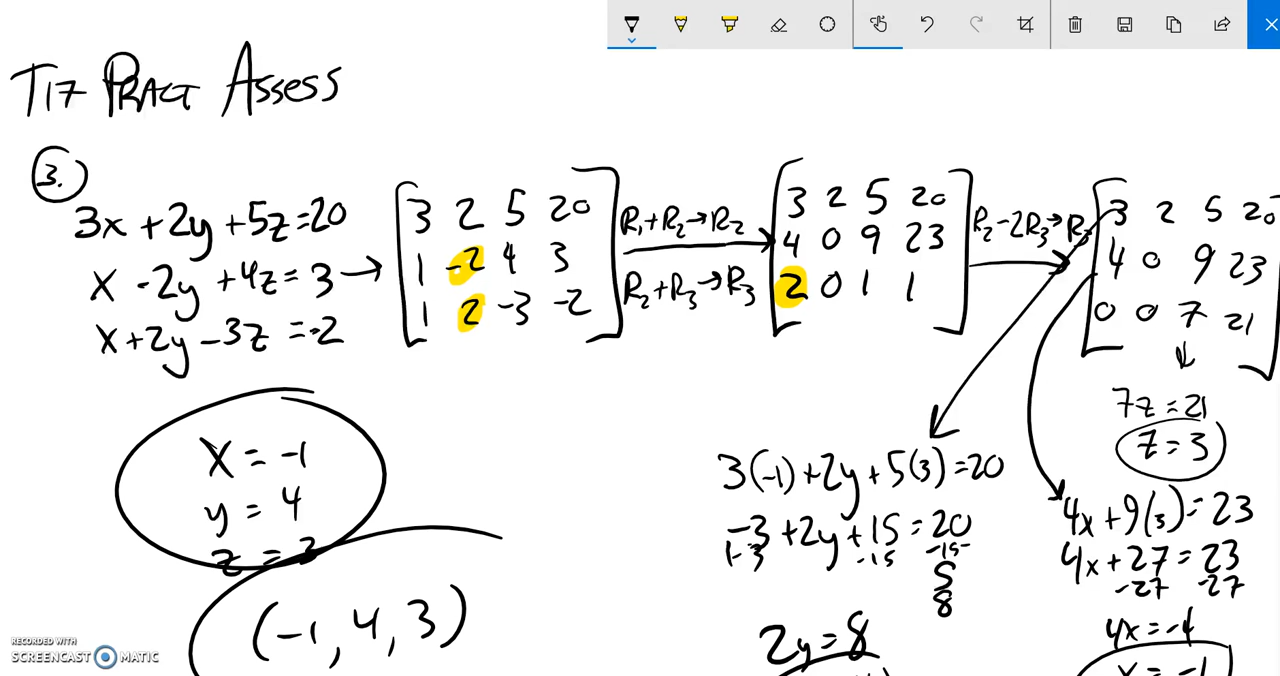 T17 PRACT ASSESS
3.
3x + 2y + 5z = 20
x - 2y + 4z = 3
x + 2y - 3z = -2
3 2 5 20
1 -2 4 3
1 2 -3 -2
R1 + R2 → R2
R2 + R3 → R3
3 2 5 20
4 0 9 23
2 0 1 1
R2 - 2R3 → R3
3 2 5 20
4 0 9 23
0 0 7 21
7z = 21
z = 3
4x + 9(3) = 23
4x + 27 = 23
-27 -27
4x = -4
x = -1
3(-1) + 2y + 5(3) = 20
-3 + 2y + 15 = 20
-15 -15
5
8
2y = 8
x = -1
y = 4
z = 3
(-1, 4, 3)
RECORDED WITH
SCREENCAST MATIC